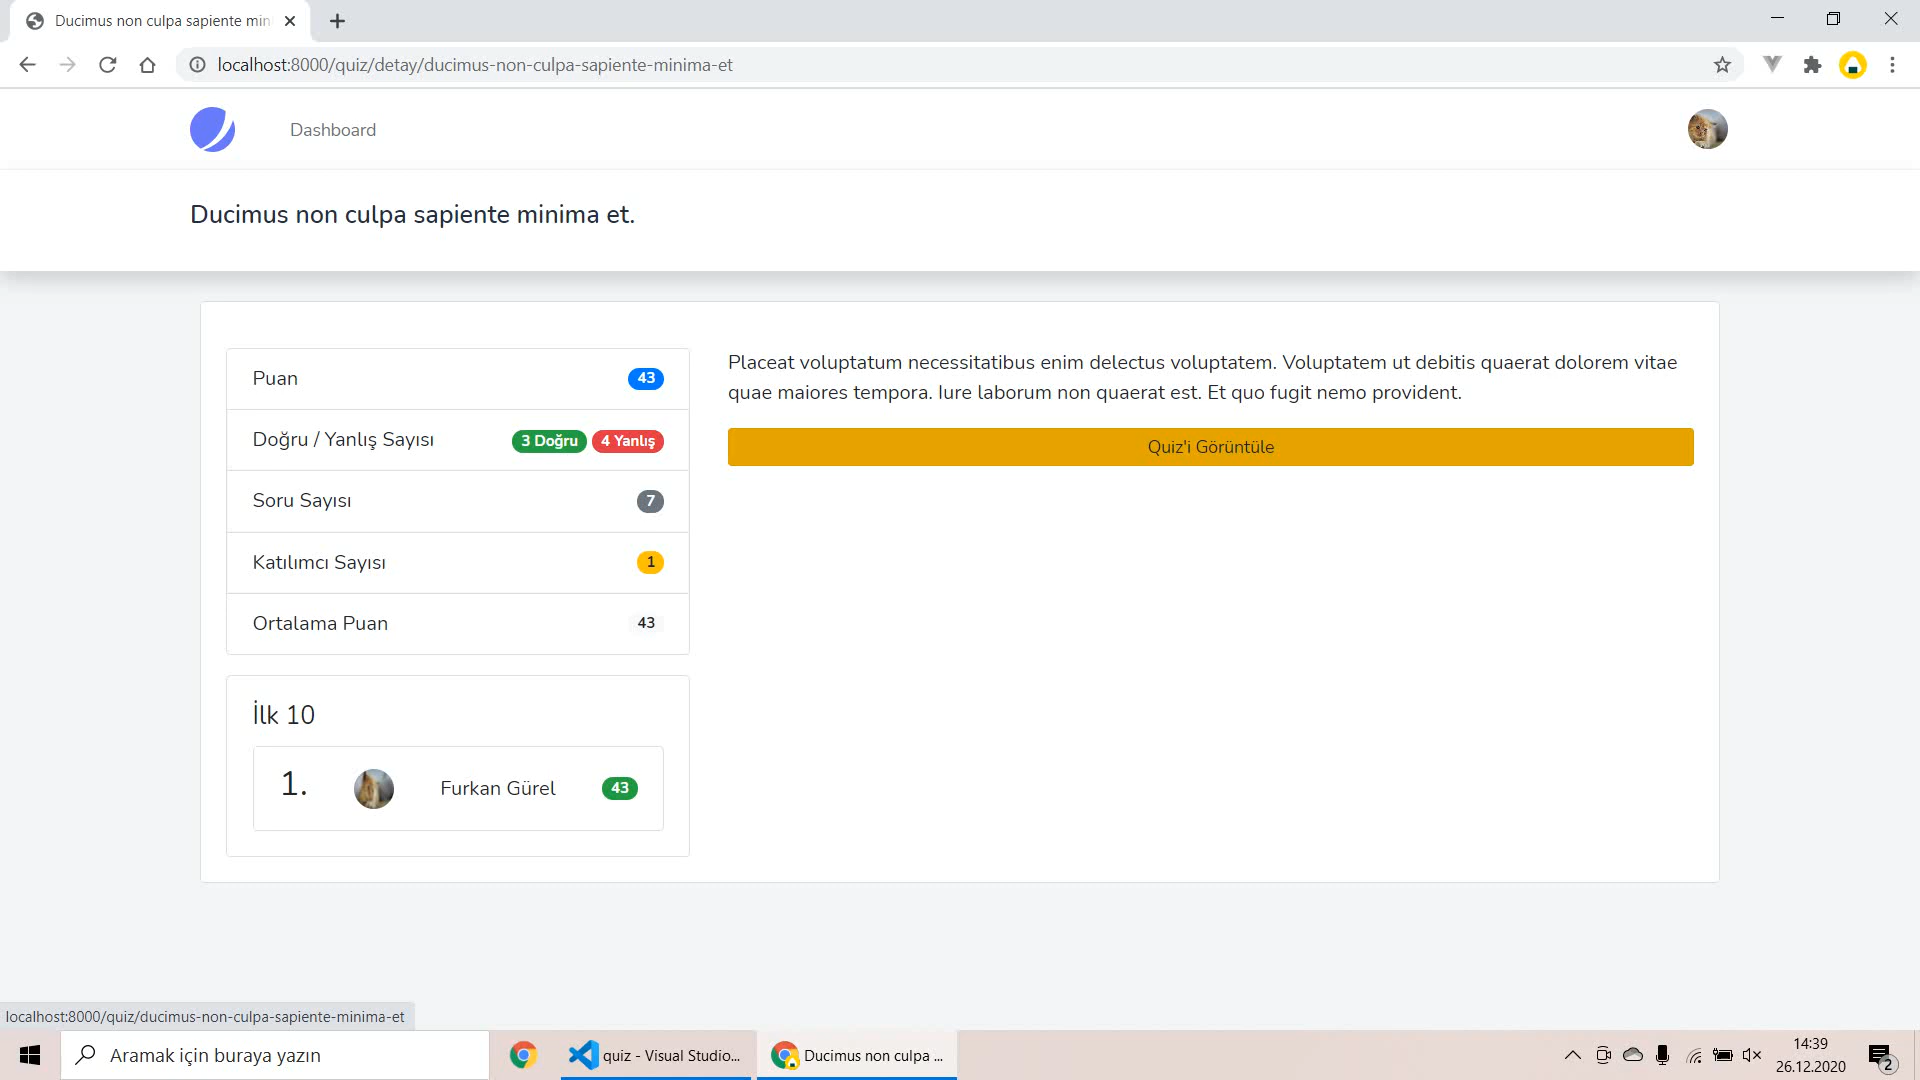 Ducimus non culpa sapiente min
localhost:8000/quiz/detay/ducimus-non-culpa-sapiente-minima-et
Dashboard
Ducimus non culpa sapiente minima et.
Puan 43
Doğru / Yanlış Sayısı 3 Doğru 4 Yanlış
Soru Sayısı 7
Katılımcı Sayısı 1
Ortalama Puan 43
İlk 10
1. Furkan Gürel 43
Placeat voluptatum necessitatibus enim delectus voluptatem. Voluptatem ut debitis quaerat dolorem vitae
quae maiores tempora. Iure laborum non quaerat est. Et quo fugit nemo provident.
Quiz'i Görüntüle
localhost:8000/quiz/ducimus-non-culpa-sapiente-minima-et
Aramak için buraya yazın
quiz - Visual Studio...
Ducimus non culpa ...
14:39
26.12.2020
2